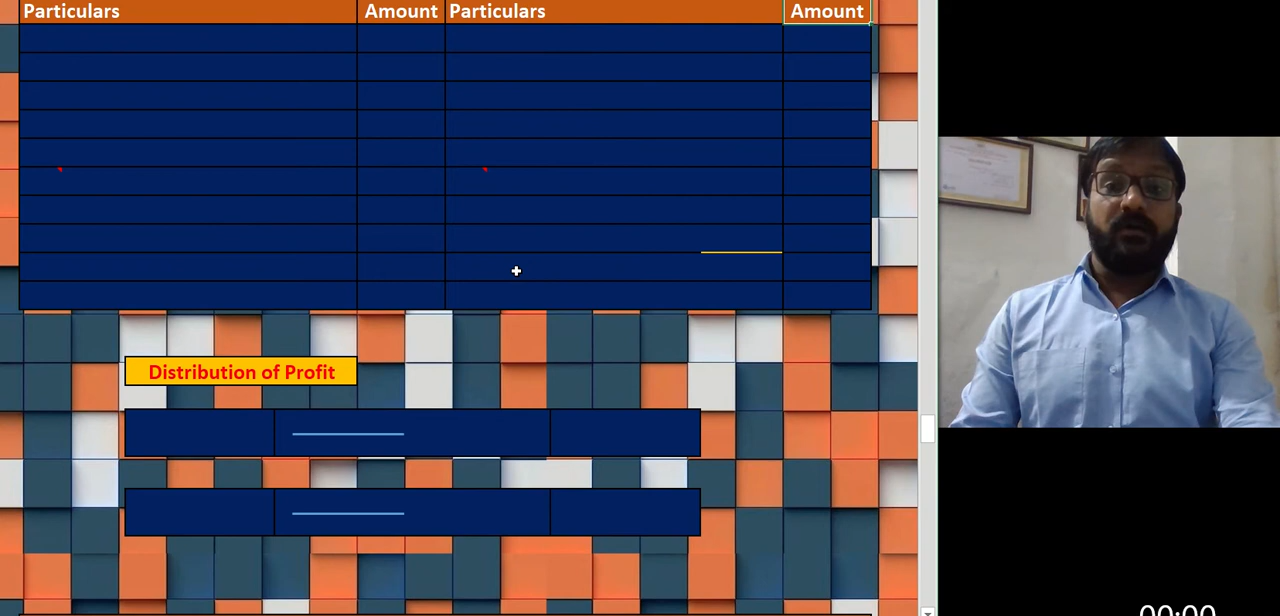 Particulars Amount Particulars Amount
Distribution of Profit
00:00